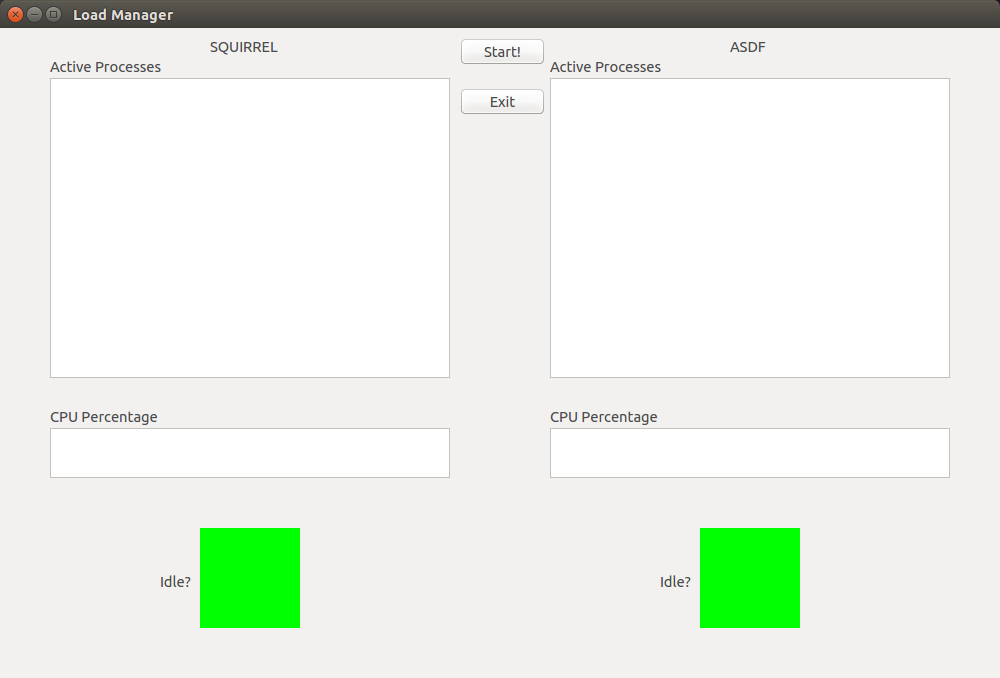 Load Manager
SQUIRREL
Start!
ASDF
Active Processes
Active Processes
Exit
CPU Percentage
CPU Percentage
Idle?
Idle?